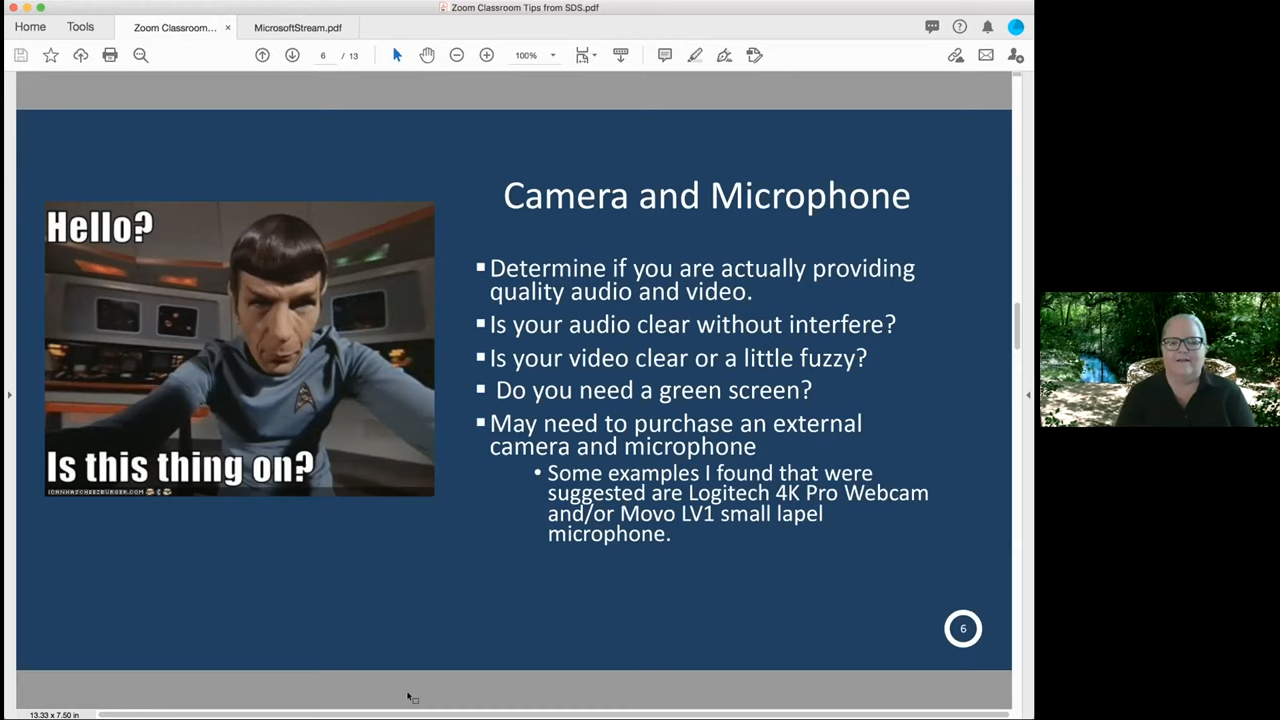 Zoom Classroom Tips from SDS.pdf
Home Tools Zoom Classroom... × MicrosoftStream.pdf
6 / 13 100%
Hello?
Is this thing on?
ICANHASCHEEZBURGER.COM
Camera and Microphone
▪Determine if you are actually providing
quality audio and video.
▪Is your audio clear without interfere?
▪Is your video clear or a little fuzzy?
▪ Do you need a green screen?
▪May need to purchase an external
camera and microphone
• Some examples I found that were
suggested are Logitech 4K Pro Webcam
and/or Movo LV1 small lapel
microphone.
6
13.33 x 7.50 in